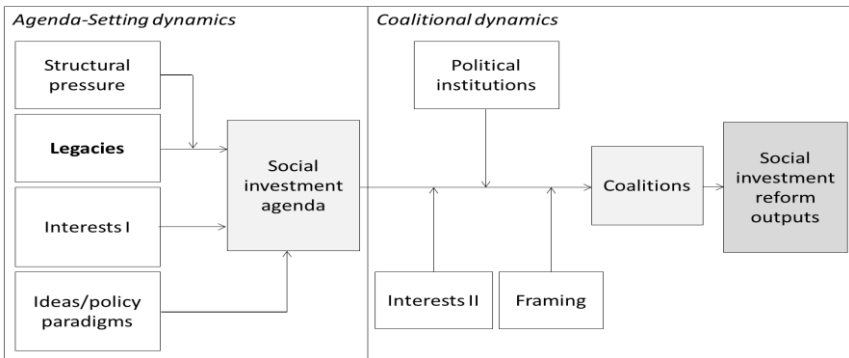 Agenda-Setting dynamics
Structural
pressure
Legacies
Interests I
Ideas/policy
paradigms
Social
investment
agenda
Coalitional dynamics
Political
institutions
Interests II
Framing
Coalitions
Social
investment
reform
outputs